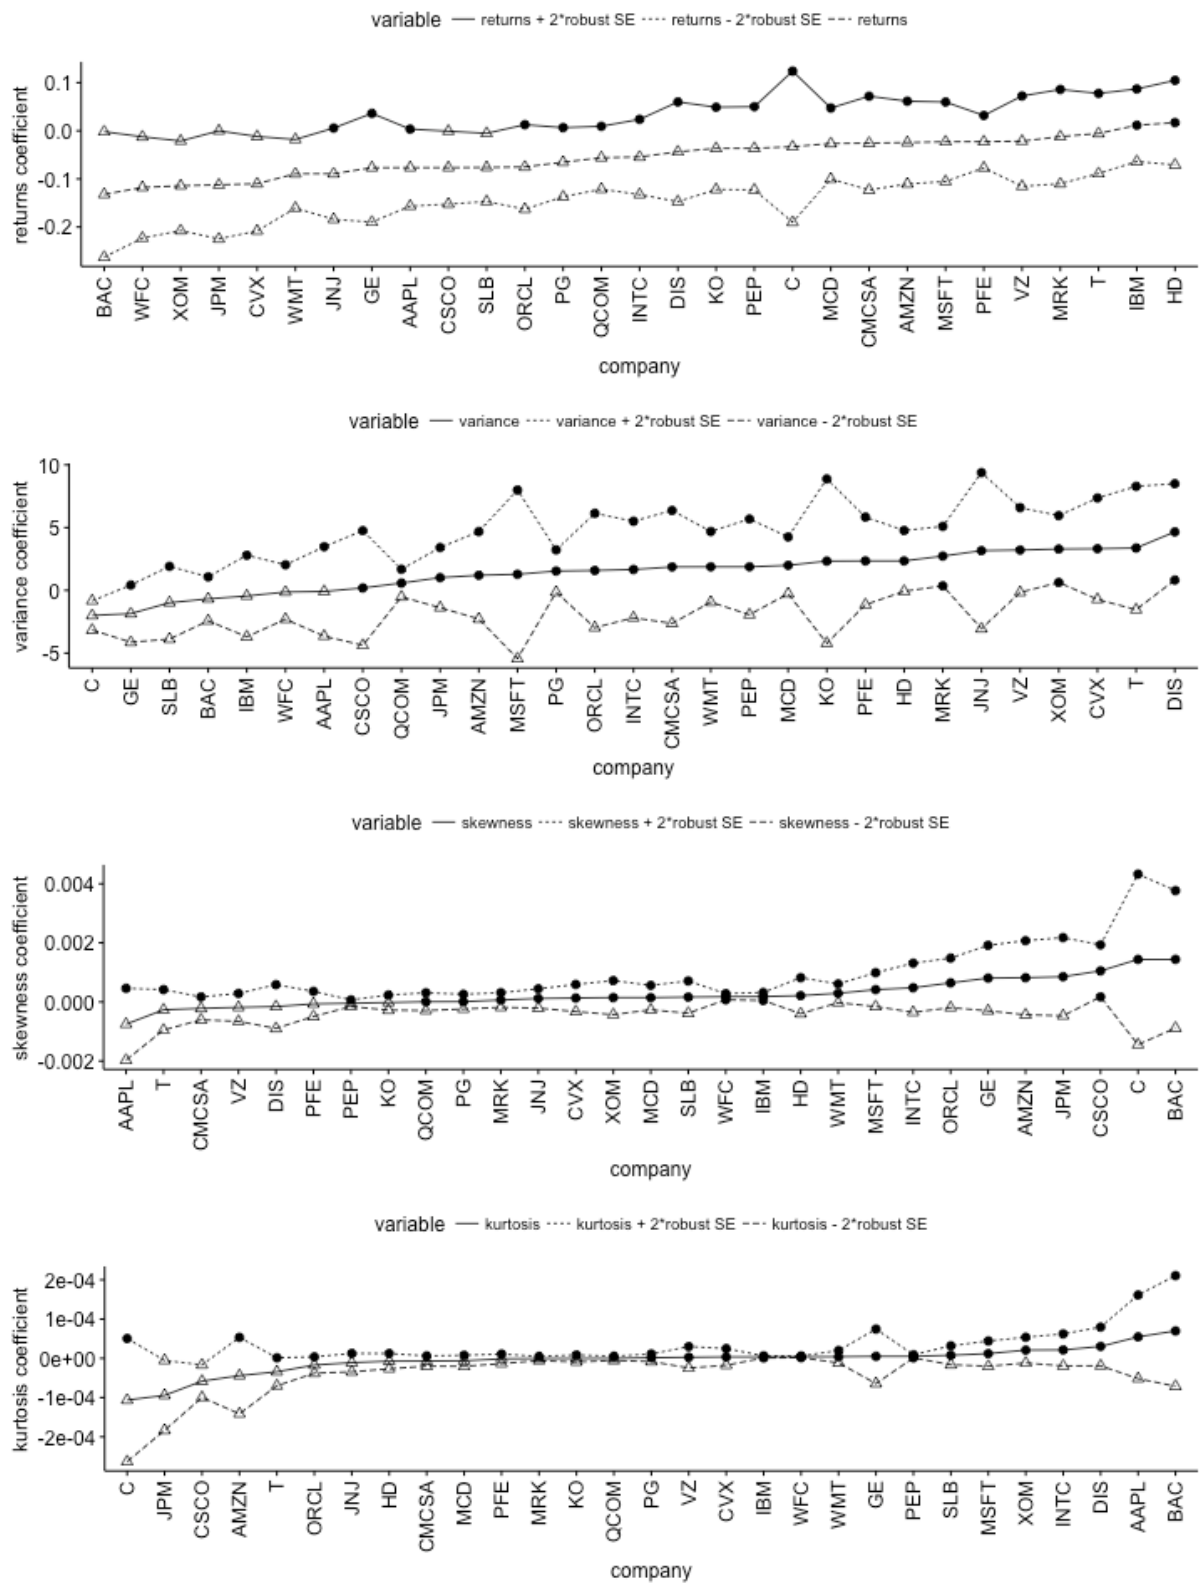 variable returns + 2*robust SE returns - 2*robust SE returns
returns coefficient
0.1
0.0
-0.1
-0.2
BAC WFC XOM JPM CVX WMT JNJ GE AAPL CSCO SLB ORCL PG QCOM INTC DIS KO PEP C MCD CMCSA AMZN MSFT PFE VZ MRK T IBM HD
company
variable variance variance + 2*robust SE variance - 2*robust SE
variance coefficient
10
5
0
-5
C GE SLB BAC IBM WFC AAPL CSCO QCOM JPM AMZN MSFT PG ORCL INTC CMCSA WMT PEP MCD KO PFE HD MRK JNJ VZ XOM CVX T DIS
company
variable skewness skewness + 2*robust SE skewness - 2*robust SE
skewness coefficient
0.004
0.002
0.000
-0.002
AAPL T CMCSA VZ DIS PFE PEP KO QCOM PG MRK JNJ CVX XOM MCD SLB WFC IBM HD WMT MSFT INTC ORCL GE AMZN JPM CSCO C BAC
company
variable kurtosis kurtosis + 2*robust SE kurtosis - 2*robust SE
kurtosis coefficient
2e-04
1e-04
0e+00
-1e-04
-2e-04
C JPM CSCO AMZN T ORCL JNJ HD CMCSA MCD PFE MRK KO QCOM PG VZ CVX IBM WFC WMT GE PEP SLB MSFT XOM INTC DIS AAPL BAC
company